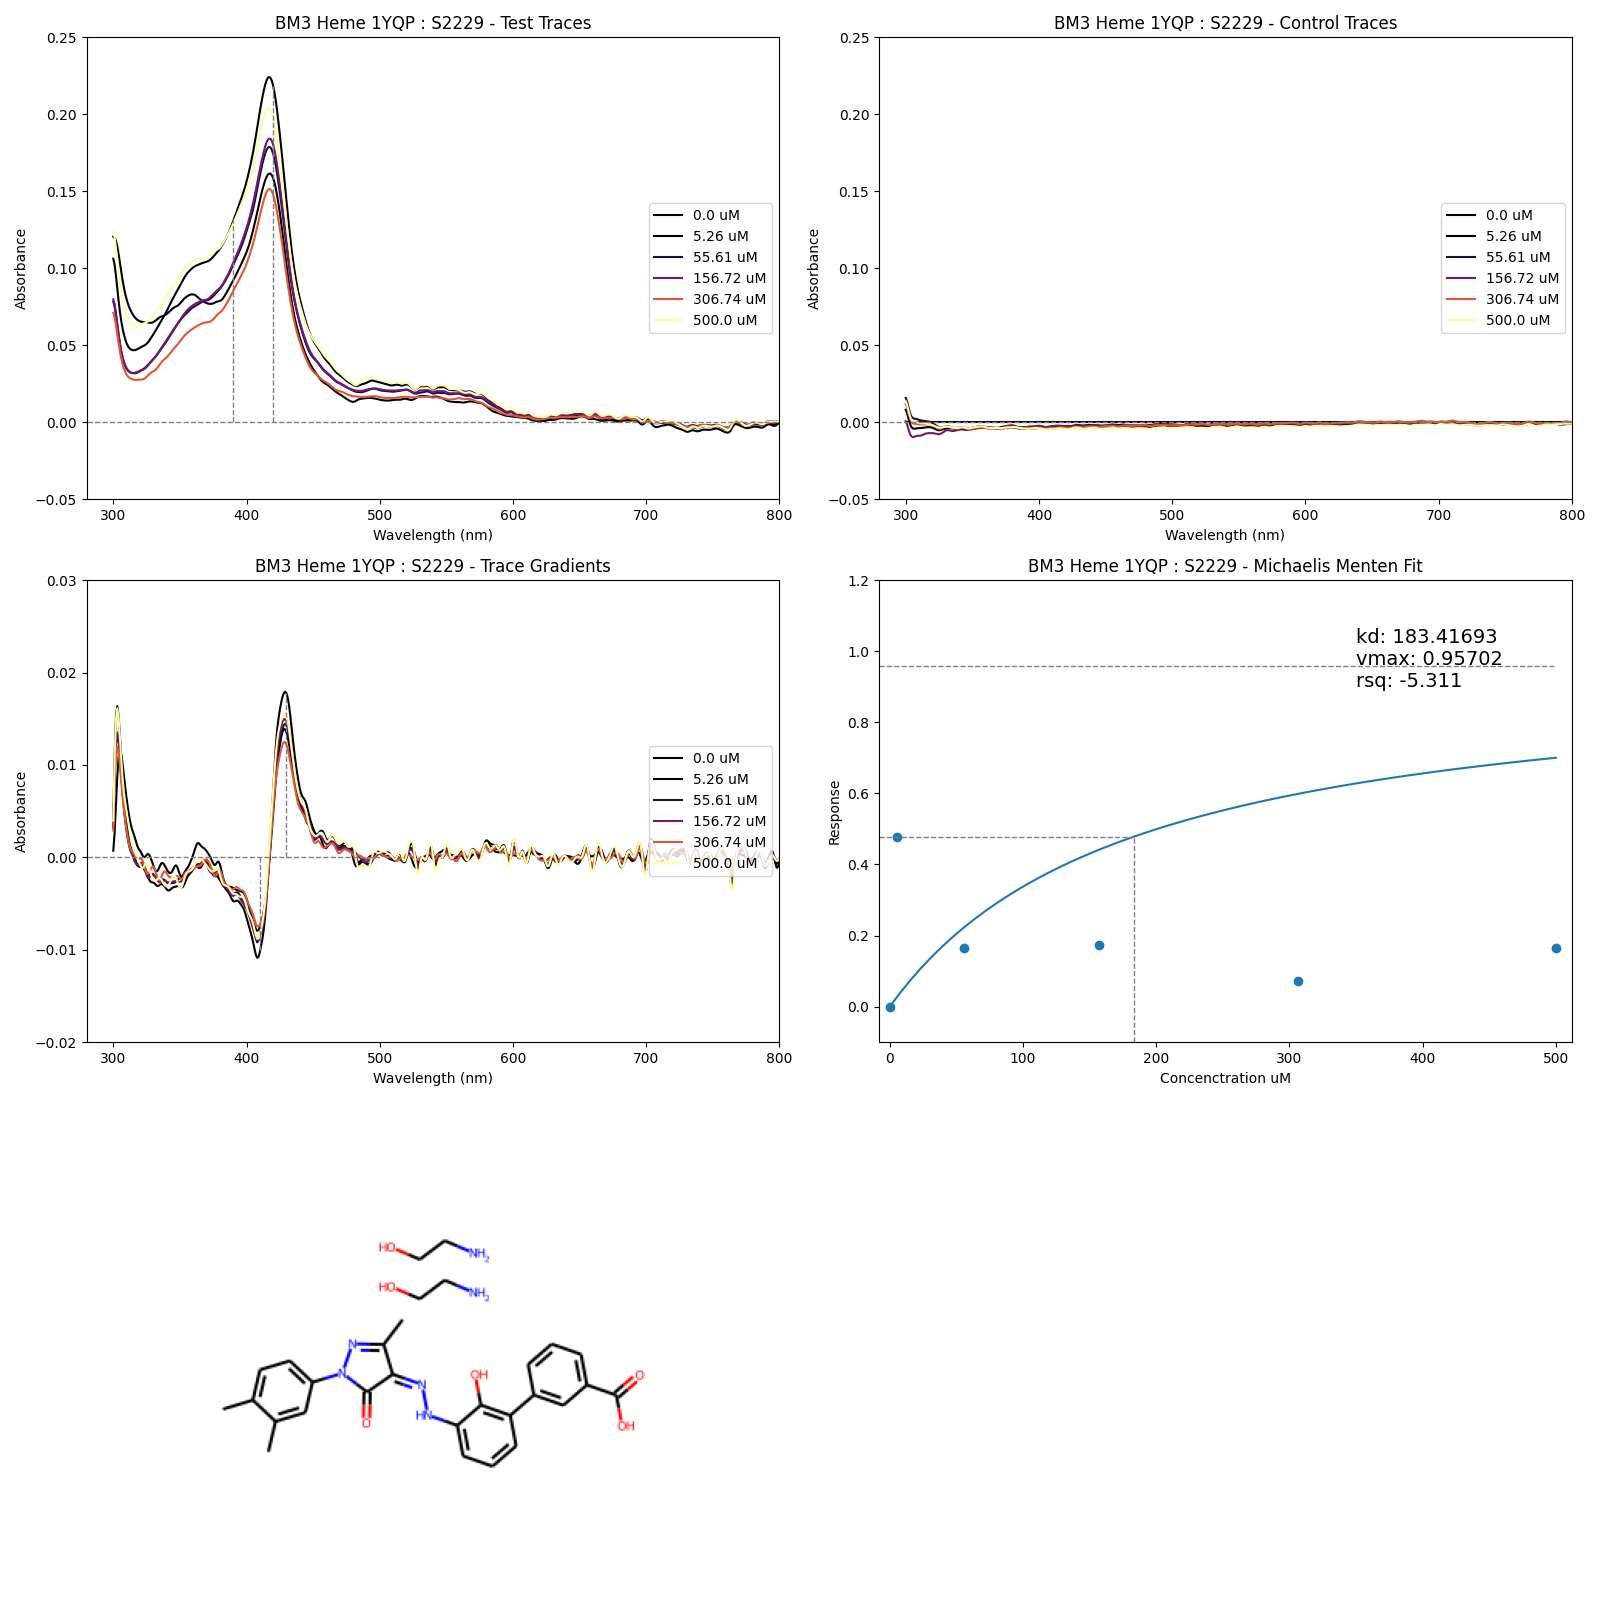 BM3 Heme 1YQP : S2229 - Test Traces
0.25
0.20
0.15
0.10
0.05
0.00
−0.05
Absorbance
300 400 500 600 700 800
Wavelength (nm)
0.0 uM
5.26 uM
55.61 uM
156.72 uM
306.74 uM
500.0 uM
BM3 Heme 1YQP : S2229 - Control Traces
0.25
0.20
0.15
0.10
0.05
0.00
−0.05
Absorbance
300 400 500 600 700 800
Wavelength (nm)
0.0 uM
5.26 uM
55.61 uM
156.72 uM
306.74 uM
500.0 uM
BM3 Heme 1YQP : S2229 - Trace Gradients
0.03
0.02
0.01
0.00
−0.01
−0.02
Absorbance
300 400 500 600 700 800
Wavelength (nm)
0.0 uM
5.26 uM
55.61 uM
156.72 uM
306.74 uM
500.0 uM
BM3 Heme 1YQP : S2229 - Michaelis Menten Fit
1.2
1.0
0.8
0.6
0.4
0.2
0.0
Response
kd: 183.41693
vmax: 0.95702
rsq: -5.311
0 100 200 300 400 500
Concenctration uM
HO NH2
HO NH2
N
N
O
N
HN
OH
O
OH